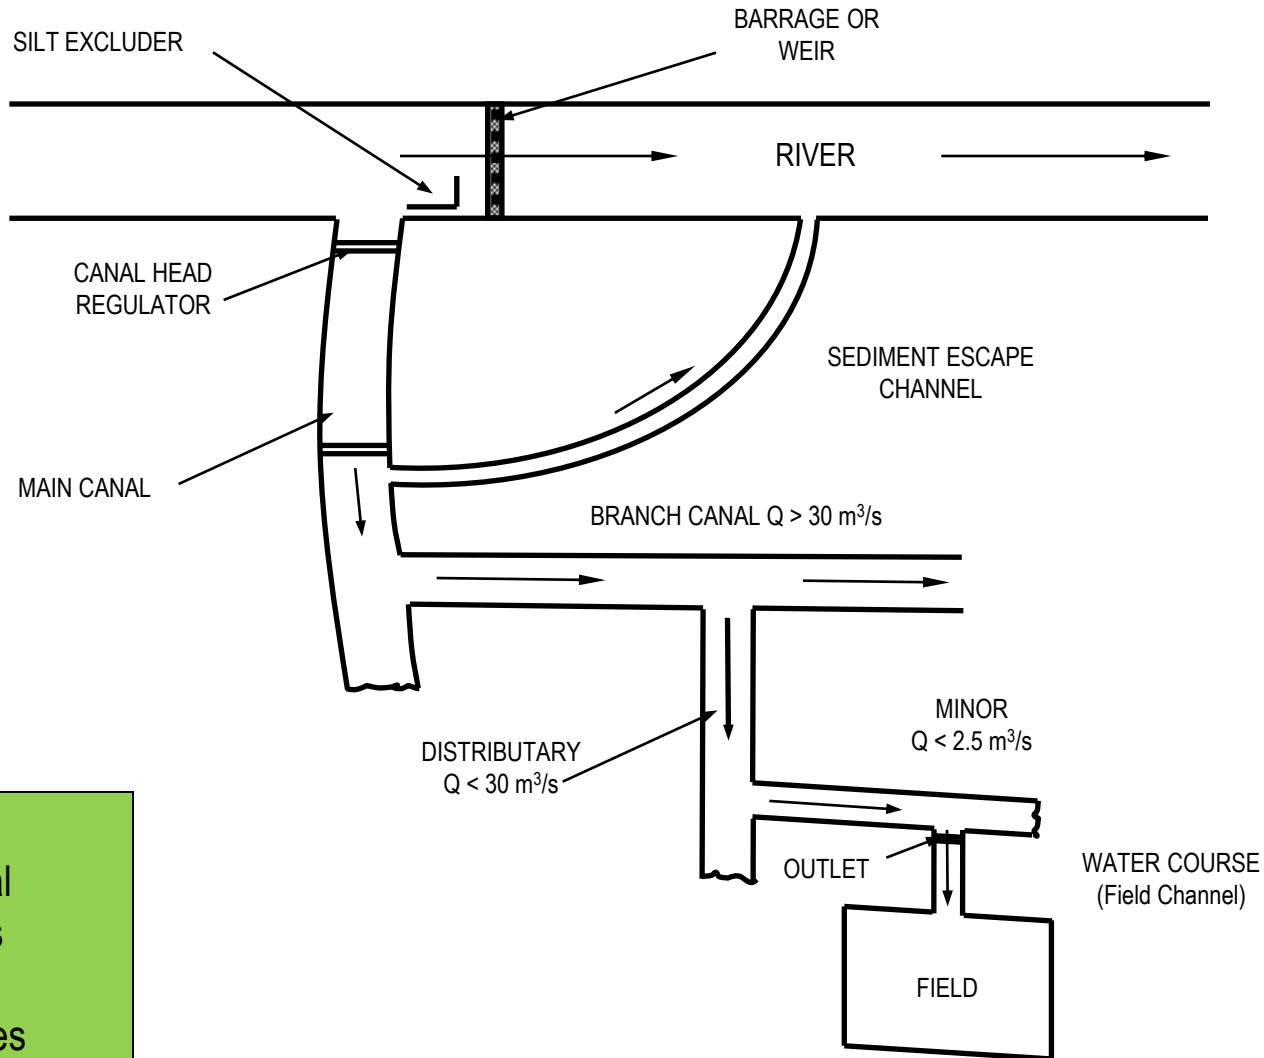 SILT EXCLUDER
BARRAGE OR
WEIR
RIVER
CANAL HEAD
REGULATOR
SEDIMENT ESCAPE
CHANNEL
MAIN CANAL
BRANCH CANAL Q > 30 m³/s
MINOR
Q < 2.5 m³/s
DISTRIBUTARY
Q < 30 m³/s
OUTLET
WATER COURSE
(Field Channel)
FIELD